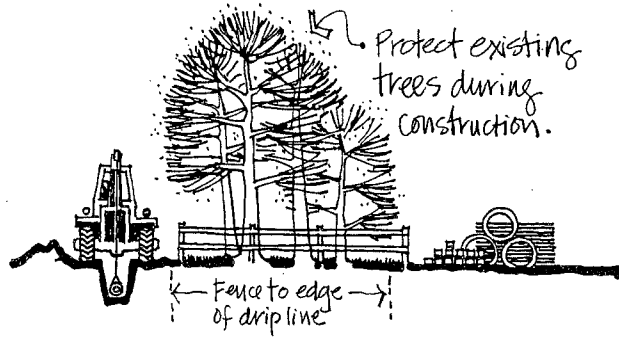 Protect existing
trees during
construction.
Fence to edge
of drip line